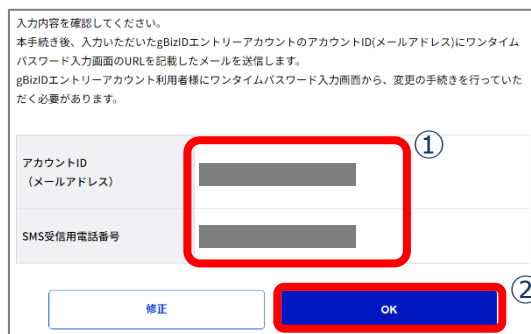 入力内容を確認してください。
本手続き後、入力いただいたgBizIDエントリーアカウントのアカウントID(メールアドレス)にワンタイム
パスワード入力画面のURLを記載したメールを送信します。
gBizIDエントリーアカウント利用者様にワンタイムパスワード入力画面から、変更の手続きを行っていた
だく必要があります。
①
アカウントID
（メールアドレス）
SMS受信用電話番号
②
修正
OK